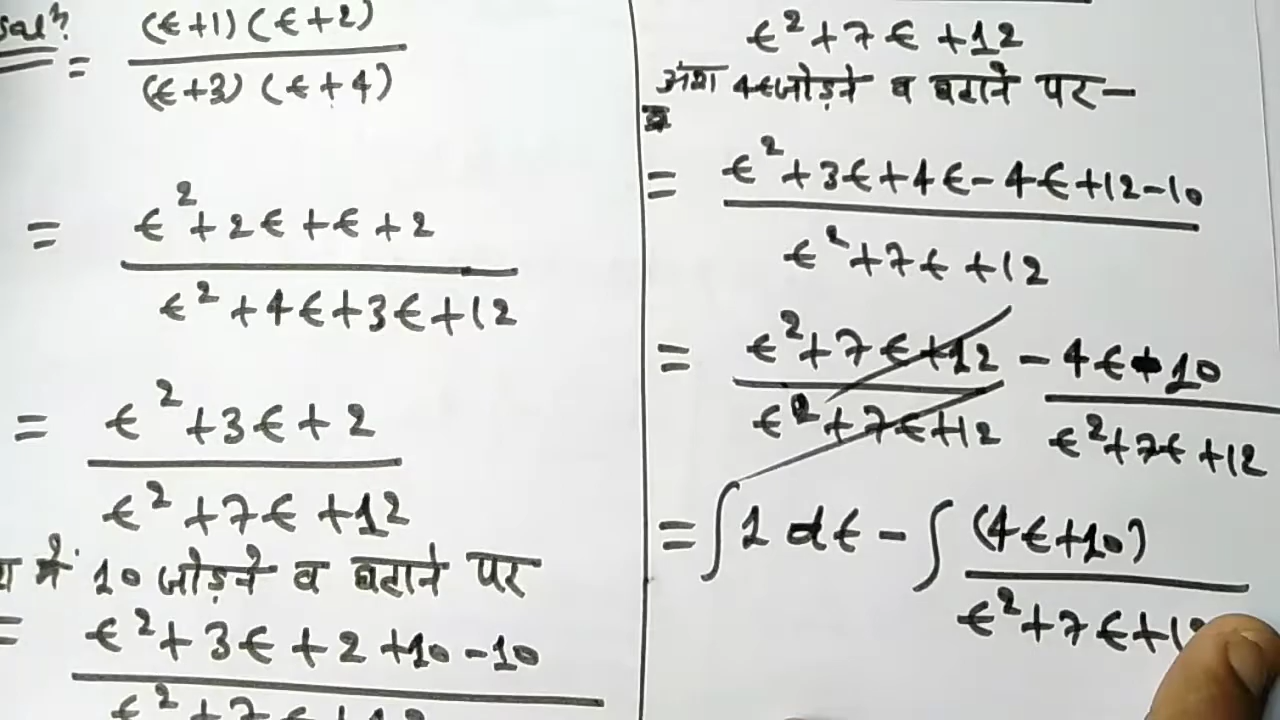 (t+1) (t+2)
= (t+3) (t+4)
= t²+2t+t+2
t²+4t+3t+12
= t²+3t+2
t²+7t+12
में 10 जोड़ने व घटाने पर
= t²+3t+2+10-10
t²+7t+12
t²+7t+12
4t जोड़ने व घटाने पर-
= t²+3t+4t-4t+12-10
t²+7t+12
= t²+7t+12 - 4t+10
t²+7t+12 t²+7t+12
= ∫1 dt - ∫(4t+10)
t²+7t+1